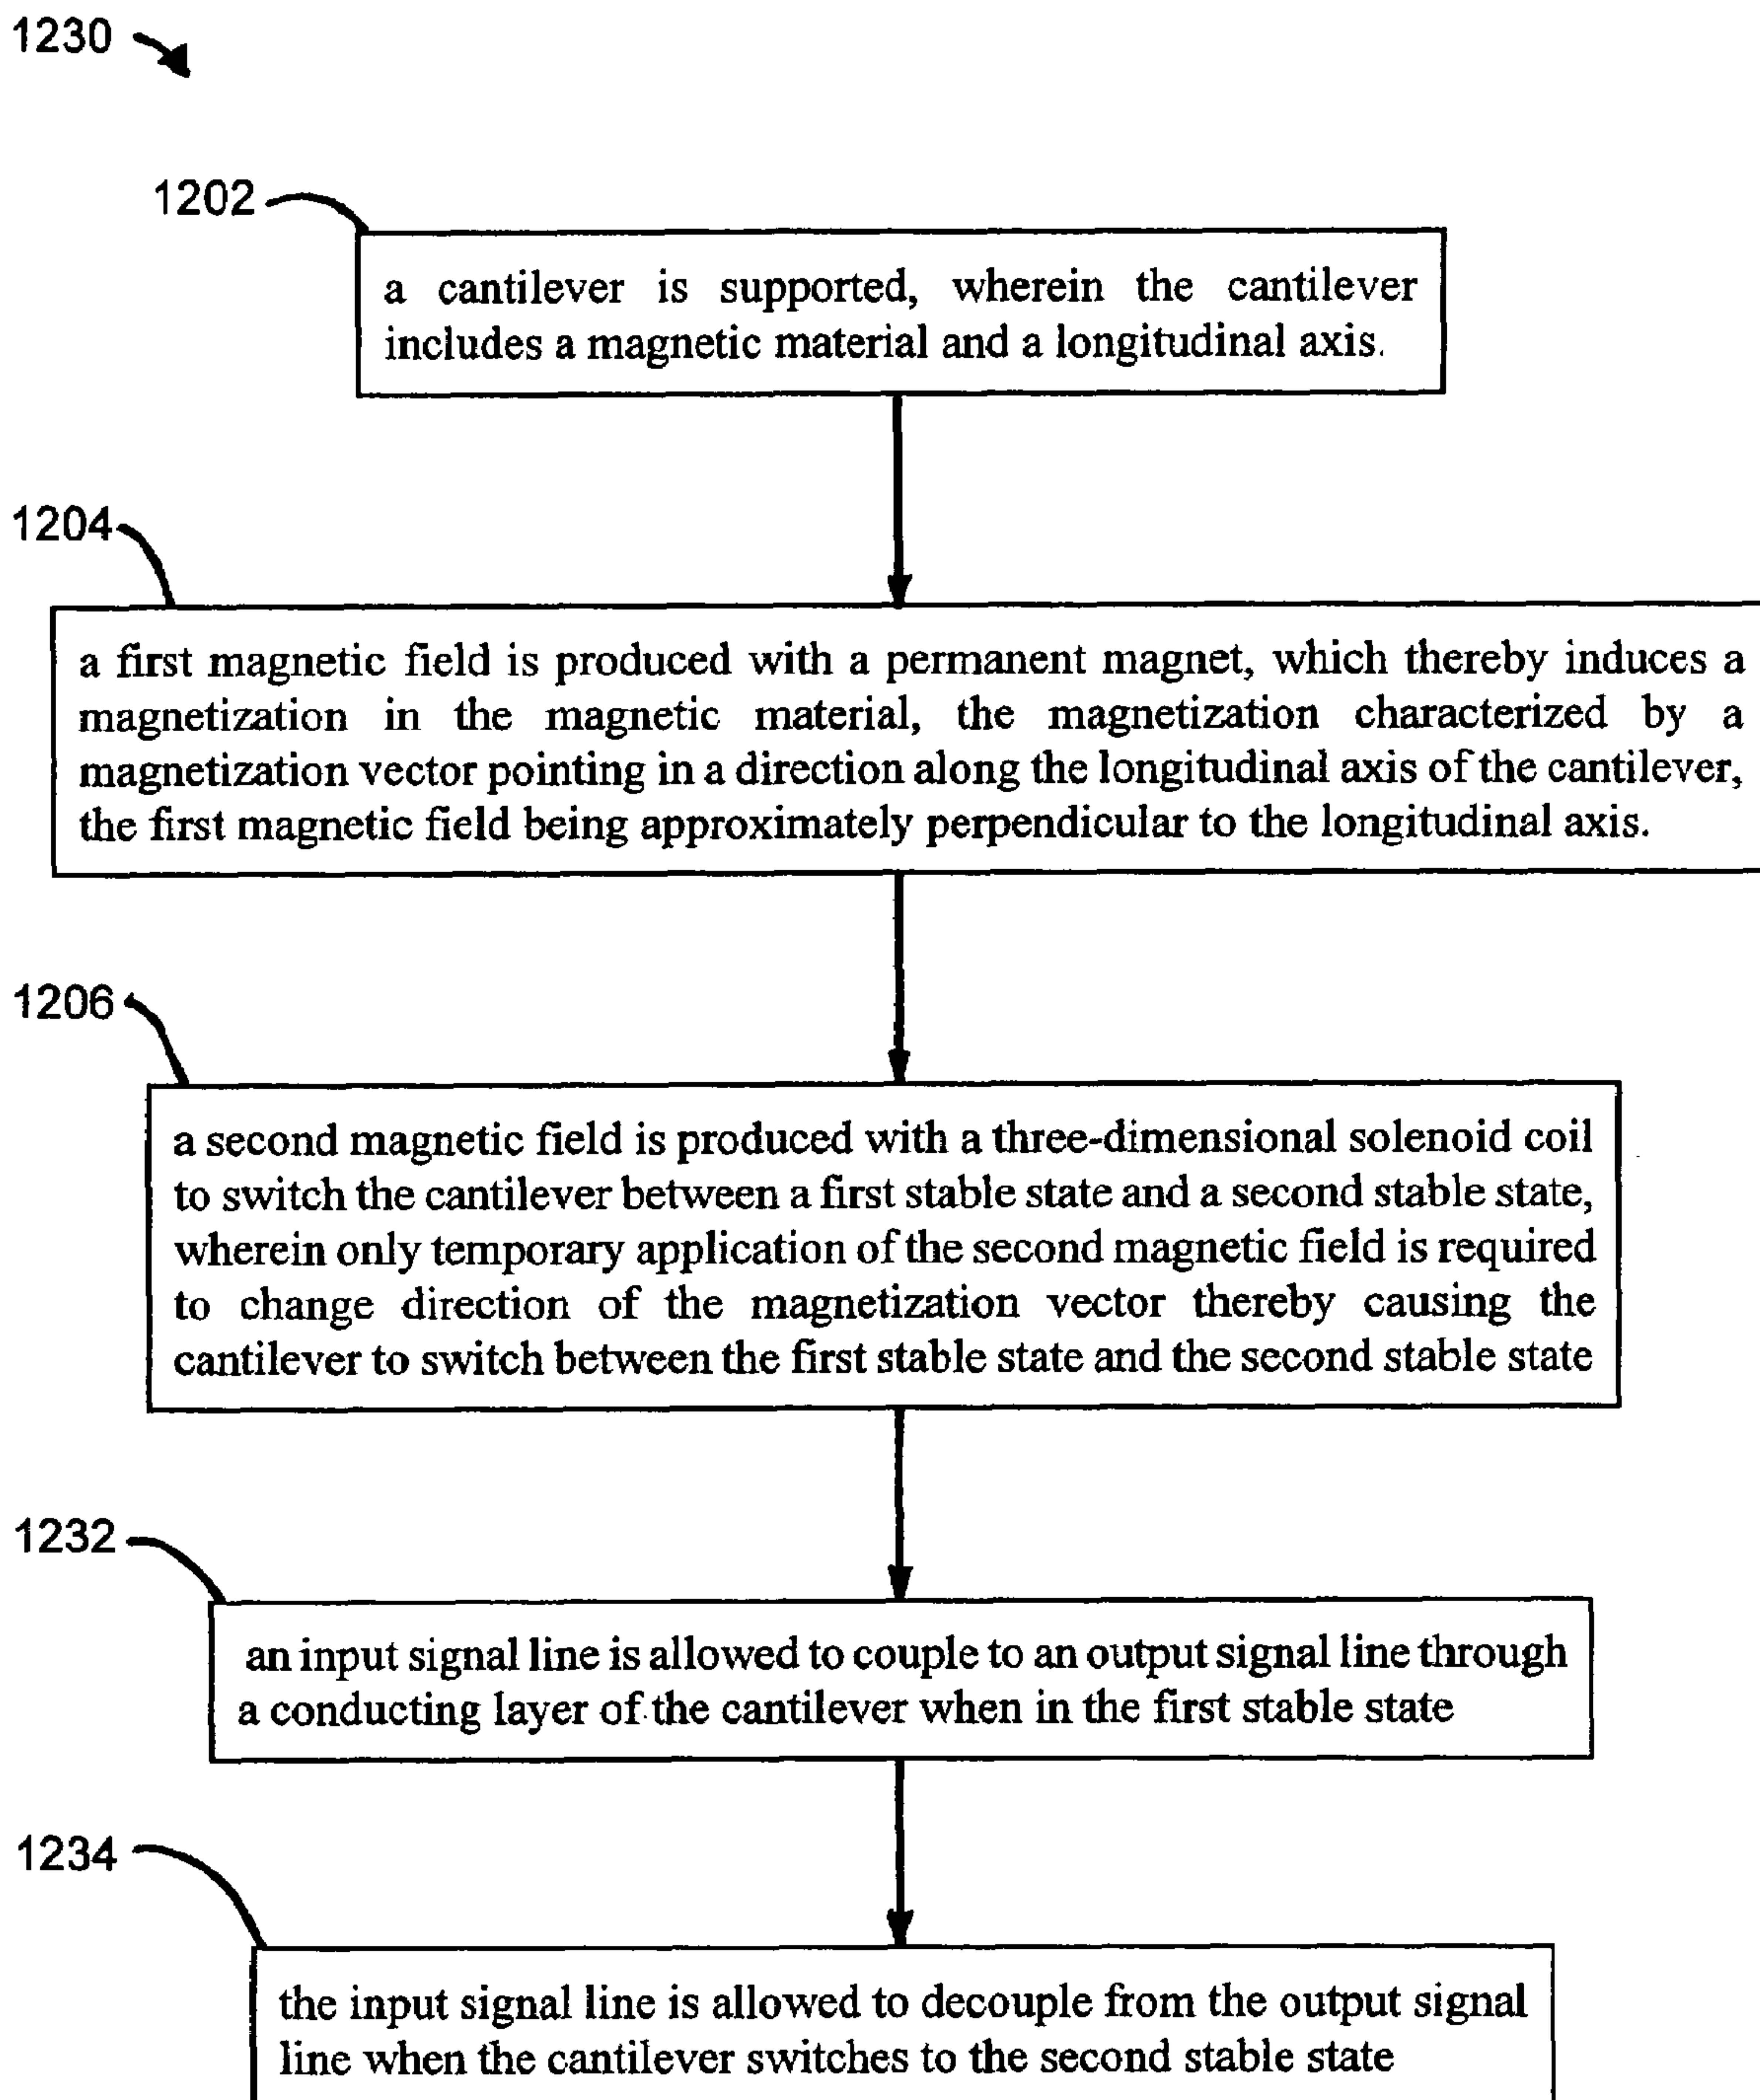 1230
1202
a cantilever is supported, wherein the cantilever
includes a magnetic material and a longitudinal axis.
1204
a first magnetic field is produced with a permanent magnet, which thereby induces a
magnetization in the magnetic material, the magnetization characterized by a
magnetization vector pointing in a direction along the longitudinal axis of the cantilever,
the first magnetic field being approximately perpendicular to the longitudinal axis.
1206
a second magnetic field is produced with a three-dimensional solenoid coil
to switch the cantilever between a first stable state and a second stable state,
wherein only temporary application of the second magnetic field is required
to change direction of the magnetization vector thereby causing the
cantilever to switch between the first stable state and the second stable state
1232
an input signal line is allowed to couple to an output signal line through
a conducting layer of the cantilever when in the first stable state
1234
the input signal line is allowed to decouple from the output signal
line when the cantilever switches to the second stable state